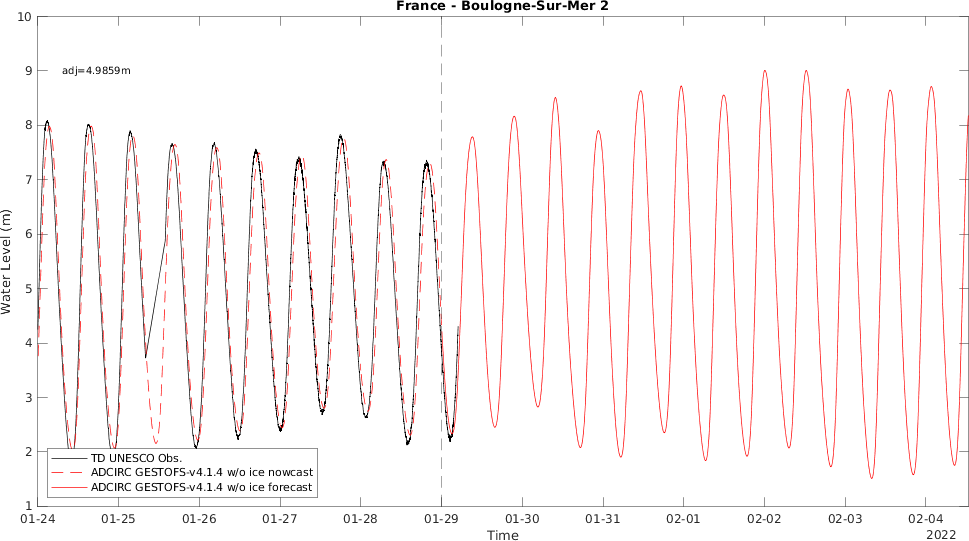 France - Boulogne-Sur-Mer 2
adj=4.9859m
10
9
8
7
6
5
4
3
2
1
Water Level (m)
TD UNESCO Obs.
ADCIRC GESTOFS-v4.1.4 w/o ice nowcast
ADCIRC GESTOFS-v4.1.4 w/o ice forecast
01-24 01-25 01-26 01-27 01-28 01-29 01-30 01-31 02-01 02-02 02-03 02-04
Time
2022